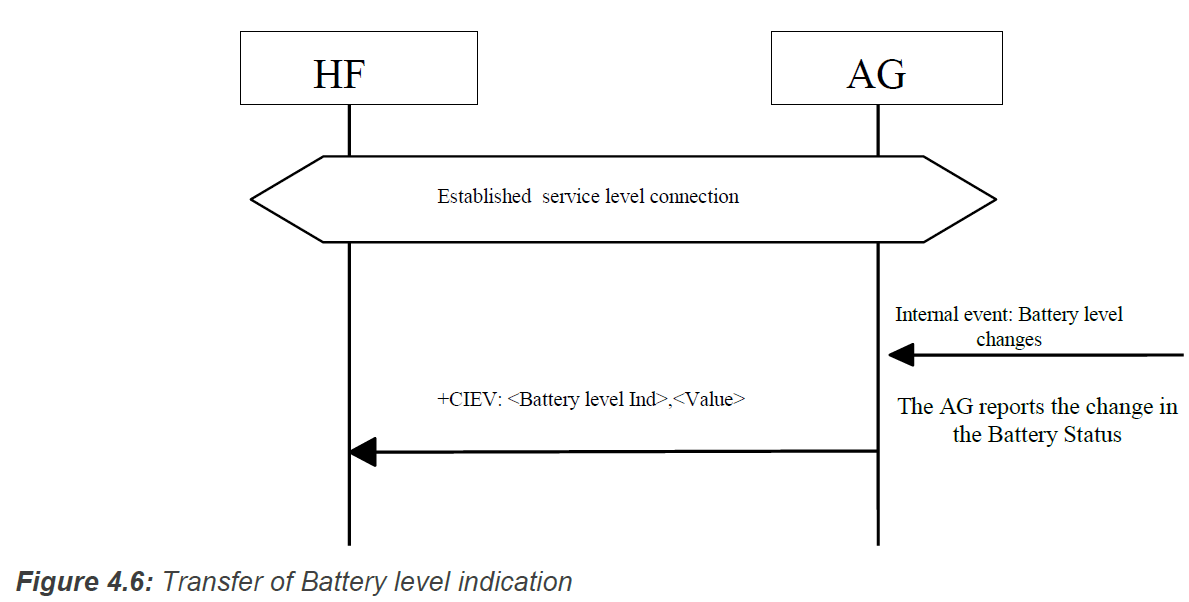 HF
AG
Established service level connection
Internal event: Battery level
changes
+CIEV: <Battery level Ind>,<Value>
The AG reports the change in
the Battery Status
Figure 4.6: Transfer of Battery level indication